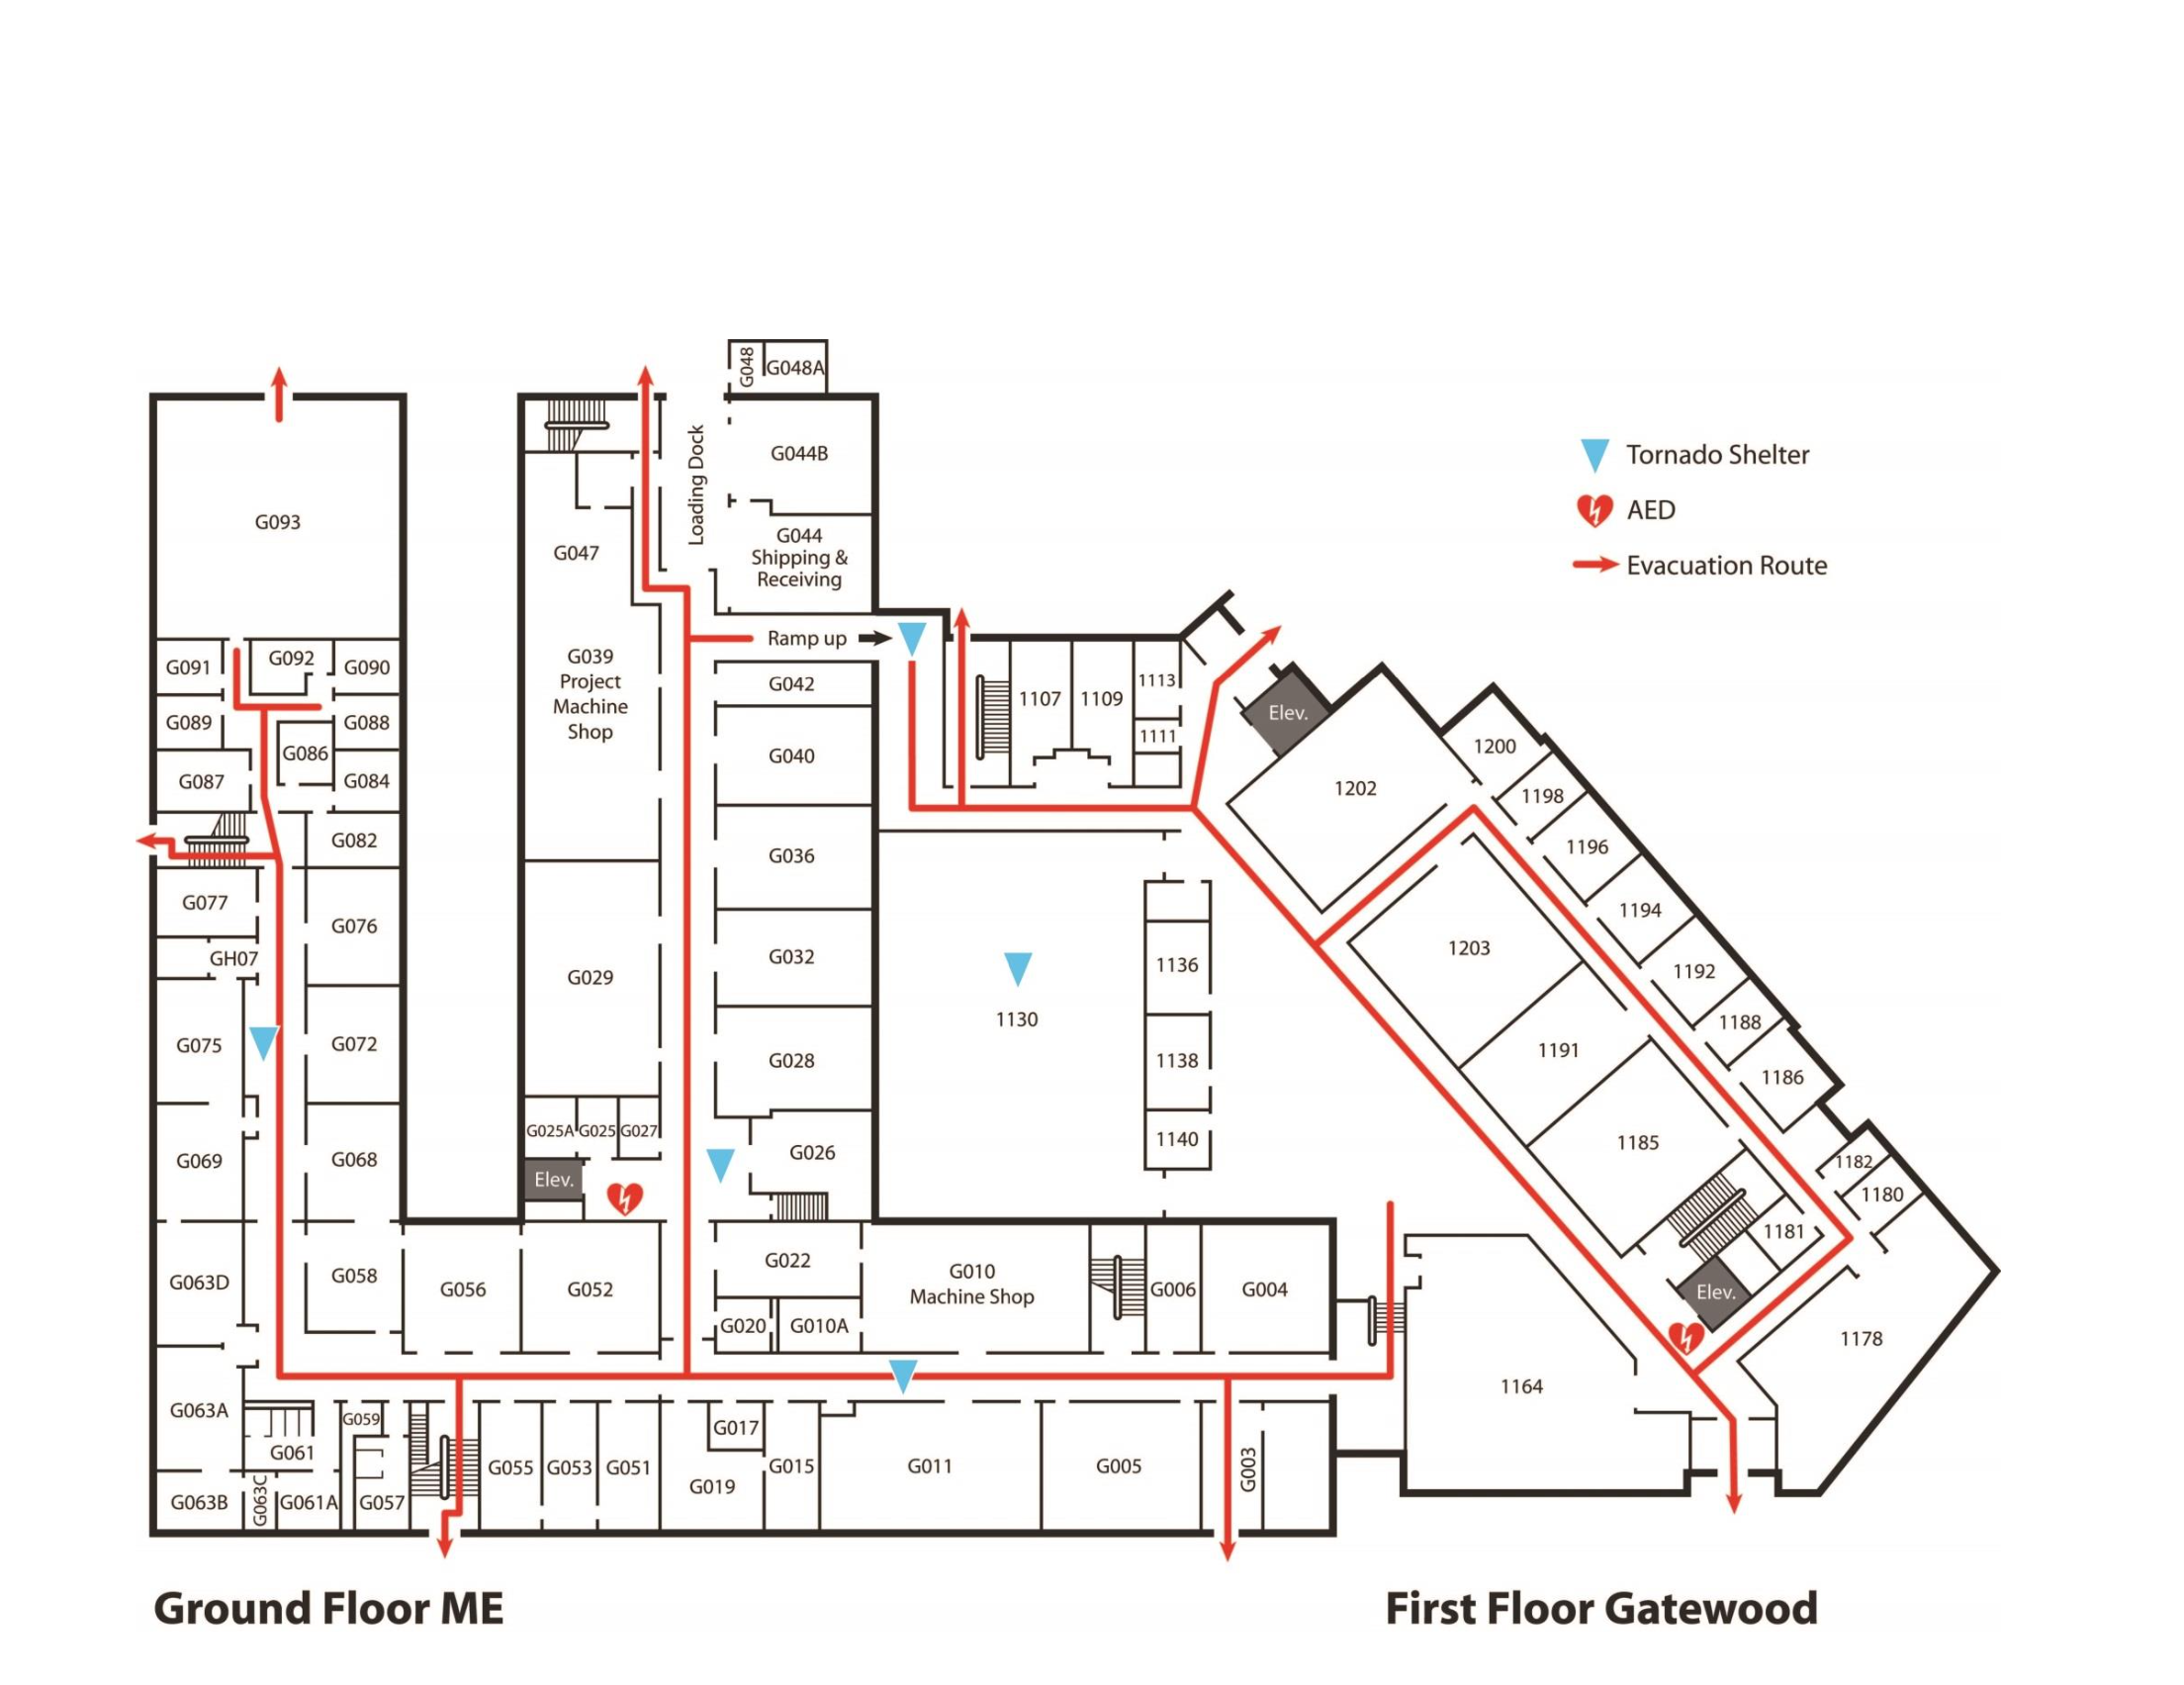 G048
G048A
Loading Dock
G044B
G093
G047
G044
Shipping &
Receiving
Tornado Shelter
AED
Evacuation Route
Ramp up
G091
G092
G090
G039
Project
Machine
Shop
G042
1107
1109
1113
1111
Elev.
G089
G088
G086
G087
G084
G040
1202
1200
1198
G082
G036
1196
G077
G076
GH07
G029
G032
1130
1136
1203
1194
1192
G075
G072
G028
1138
1191
1188
1186
G025A
G025
G027
G069
G068
Elev.
G026
1140
1185
1182
1180
1181
G063D
G058
G056
G052
G022
G020
G010A
G010
Machine Shop
G006
G004
Elev.
1178
1164
G063A
G059
G061
G063B
G063C
G061A
G057
G055
G053
G051
G017
G019
G015
G011
G005
G003
Ground Floor ME
First Floor Gatewood